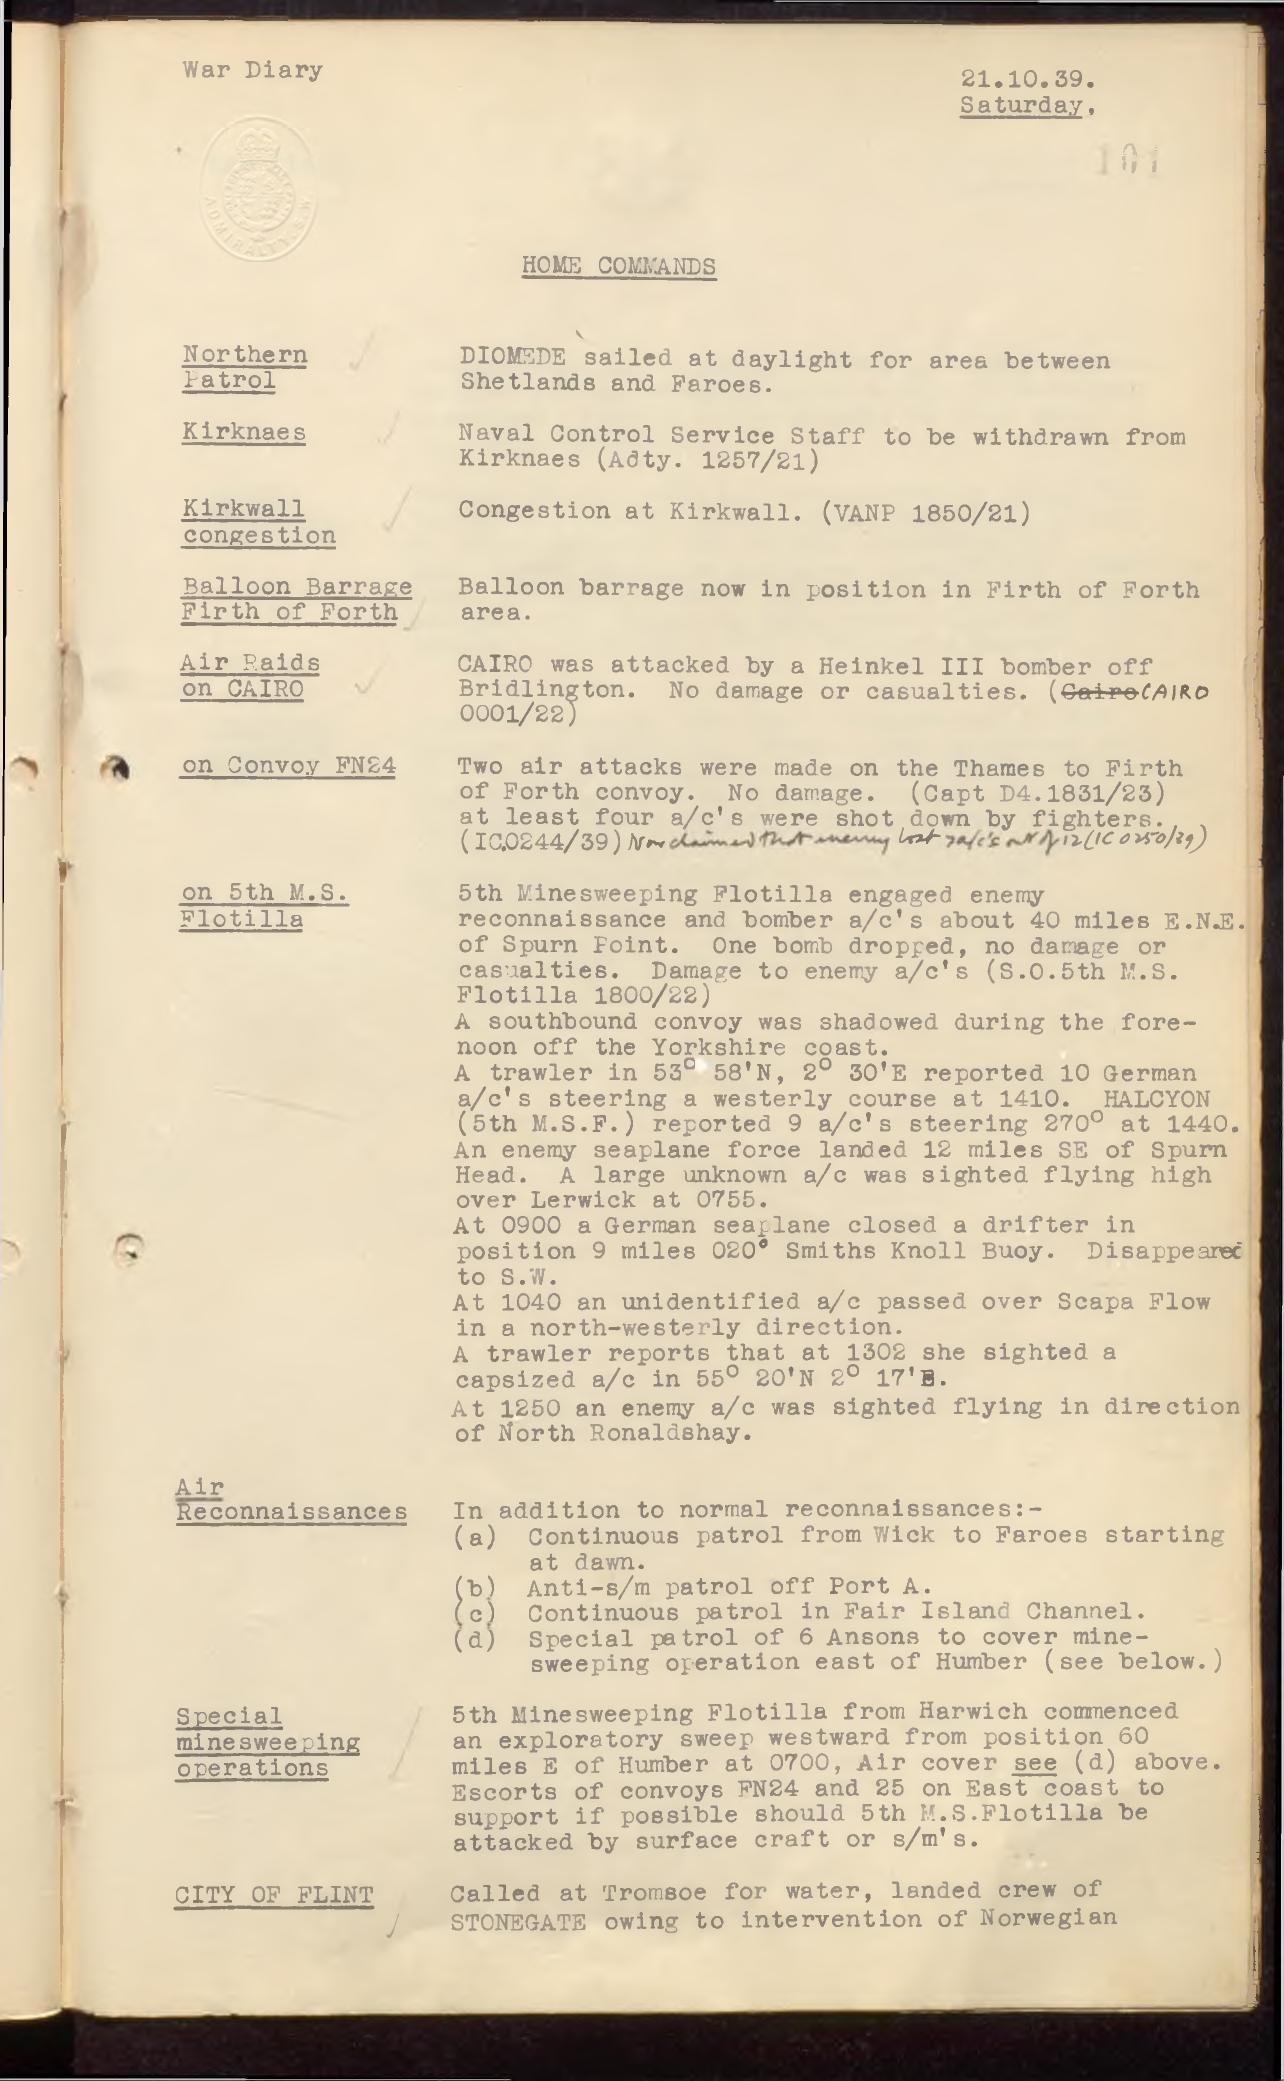 War Diary
21.10.39.
Saturday.
101
ADMIRALTY. S.W.
HOME COMMANDS
Northern
Patrol
DIOMEDE sailed at daylight for area between
Shetlands and Faroes.
Kirknaes
Naval Control Service Staff to be withdrawn from
Kirknaes (Adty. 1257/21)
Kirkwall
congestion
Congestion at Kirkwall. (VANP 1850/21)
Balloon Barrage
Firth of Forth
Balloon barrage now in position in Firth of Forth
area.
Air Raids
on CAIRO
CAIRO was attacked by a Heinkel III bomber off
Bridlington. No damage or casualties. (Cairo CAIRO
0001/22)
on Convoy FN24
Two air attacks were made on the Thames to Firth
of Forth convoy. No damage. (Capt D4.1831/23)
at least four a/c's were shot down by fighters.
(IC.0244/39) Now claimed that enemy lost 7a/c's out of 12 (IC 0250/39)
on 5th M.S.
Flotilla
5th Minesweeping Flotilla engaged enemy
reconnaissance and bomber a/c's about 40 miles E.N.E.
of Spurn Point. One bomb dropped, no damage or
casualties. Damage to enemy a/c's (S.O.5th M.S.
Flotilla 1800/22)
A southbound convoy was shadowed during the fore-
noon off the Yorkshire coast.
A trawler in 53° 58'N, 2° 30'E reported 10 German
a/c's steering a westerly course at 1410. HALCYON
(5th M.S.F.) reported 9 a/c's steering 270° at 1440.
An enemy seaplane force landed 12 miles SE of Spurn
Head. A large unknown a/c was sighted flying high
over Lerwick at 0755.
At 0900 a German seaplane closed a drifter in
position 9 miles 020° Smiths Knoll Buoy. Disappeared
to S.W.
At 1040 an unidentified a/c passed over Scapa Flow
in a north-westerly direction.
A trawler reports that at 1302 she sighted a
capsized a/c in 55° 20'N 2° 17'E.
At 1250 an enemy a/c was sighted flying in direction
of North Ronaldshay.
Air
Reconnaissances
In addition to normal reconnaissances:-
(a) Continuous patrol from Wick to Faroes starting
at dawn.
(b) Anti-s/m patrol off Port A.
(c) Continuous patrol in Fair Island Channel.
(d) Special patrol of 6 Ansons to cover mine-
sweeping operation east of Humber (see below.)
Special
minesweeping
operations
5th Minesweeping Flotilla from Harwich commenced
an exploratory sweep westward from position 60
miles E of Humber at 0700, Air cover see (d) above.
Escorts of convoys FN24 and 25 on East coast to
support if possible should 5th M.S.Flotilla be
attacked by surface craft or s/m's.
CITY OF FLINT
Called at Tromsoe for water, landed crew of
STONEGATE owing to intervention of Norwegian